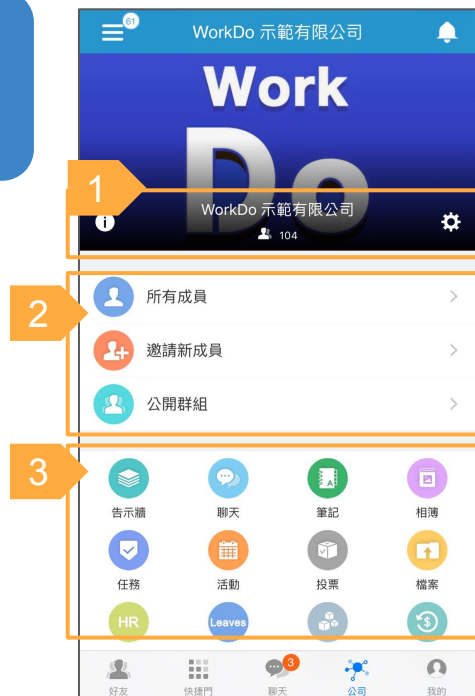 61
WorkDo 示範有限公司
Work
Do
1
WorkDo 示範有限公司
104
2
所有成員
邀請新成員
公開群組
3
告示牆 聊天 筆記 相薄
任務 活動 投票 檔案
HR Leaves
3
好友 快捷門 聊天 公司 我的